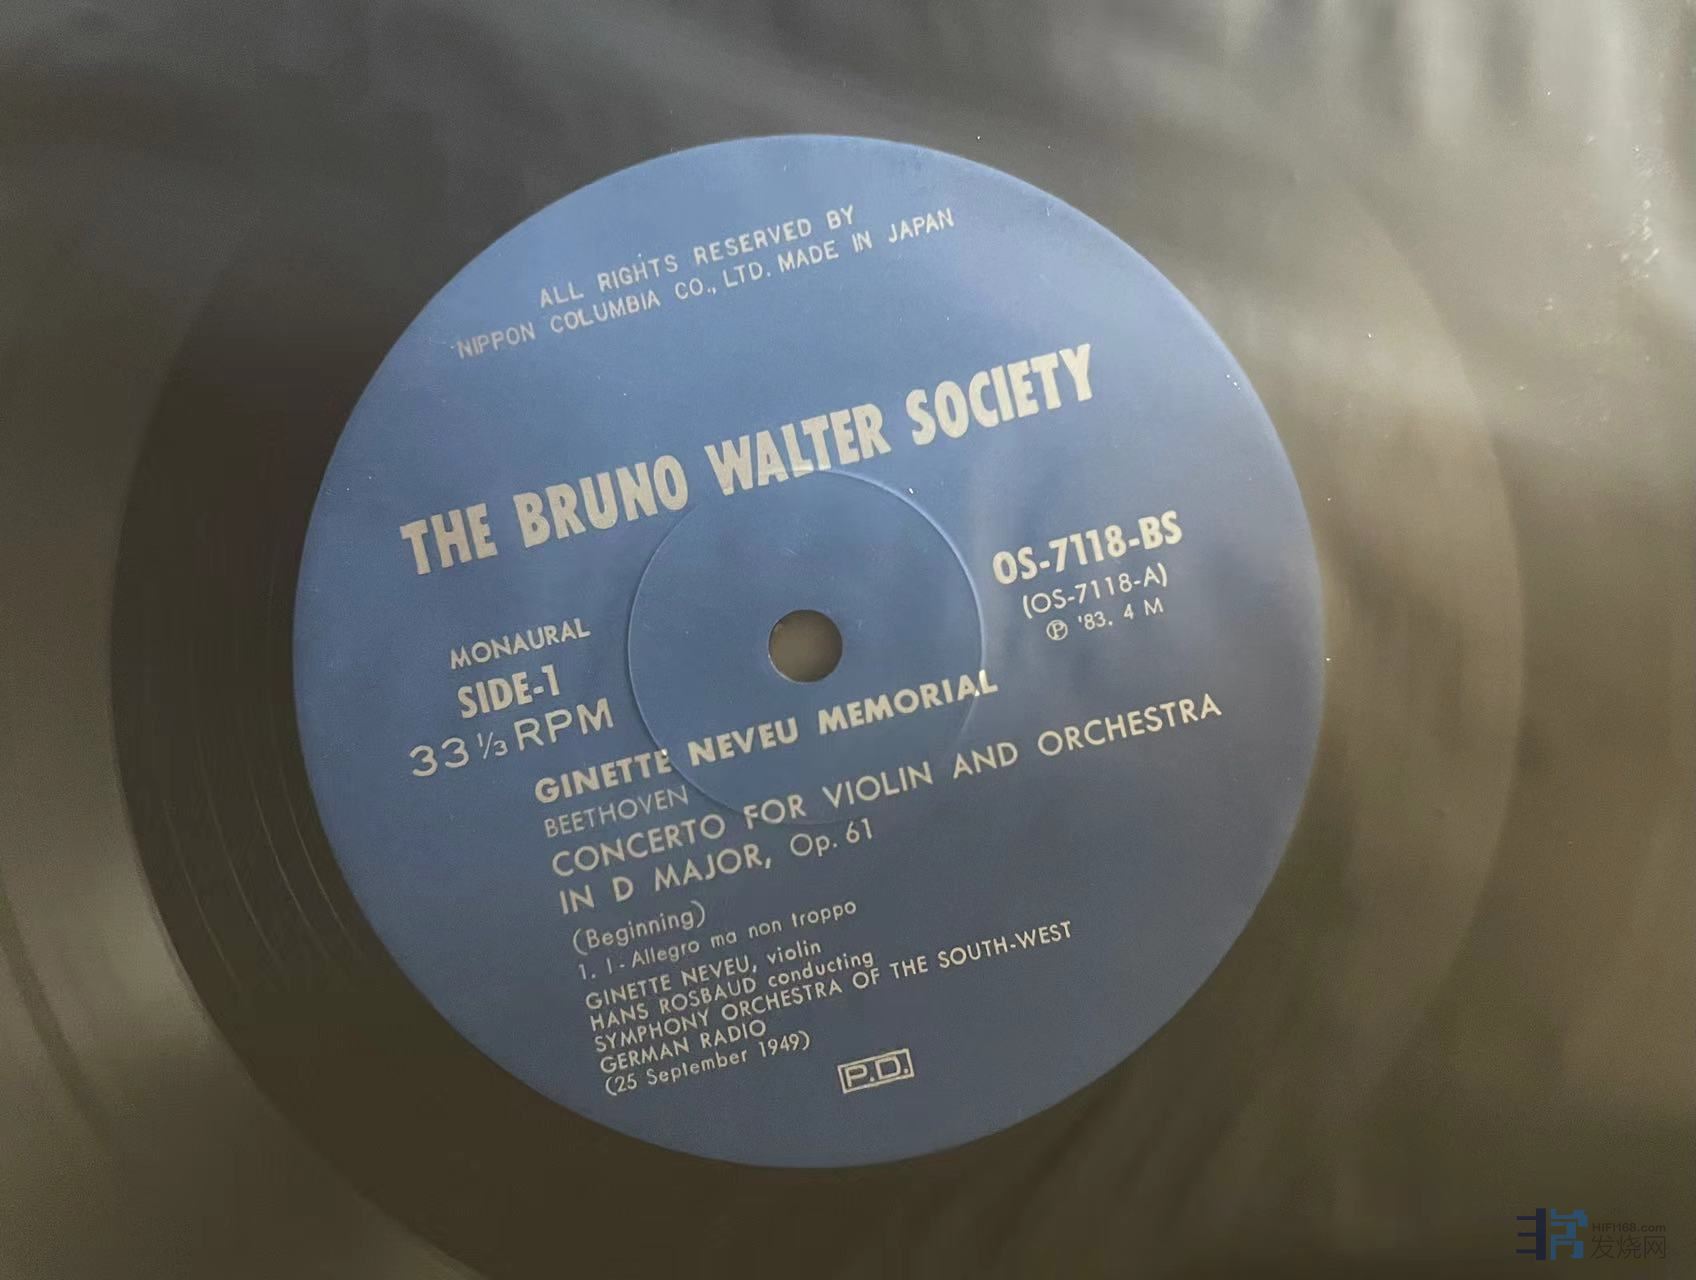 ALL RIGHTS RESERVED BY
NIPPON COLUMBIA CO., LTD. MADE IN JAPAN
THE BRUNO WALTER SOCIETY
OS-7118-BS
(OS-7118-A)
Ⓟ '83. 4 M
MONAURAL
SIDE-1
33 1/3 RPM
GINETTE NEVEU MEMORIAL
BEETHOVEN
CONCERTO FOR VIOLIN AND ORCHESTRA
IN D MAJOR, Op. 61
(Beginning)
1. I - Allegro ma non troppo
GINETTE NEVEU, violin
HANS ROSBAUD conducting
SYMPHONY ORCHESTRA OF THE SOUTH-WEST
GERMAN RADIO
(25 September 1949)
P.D.
HIFI168.com
发烧网